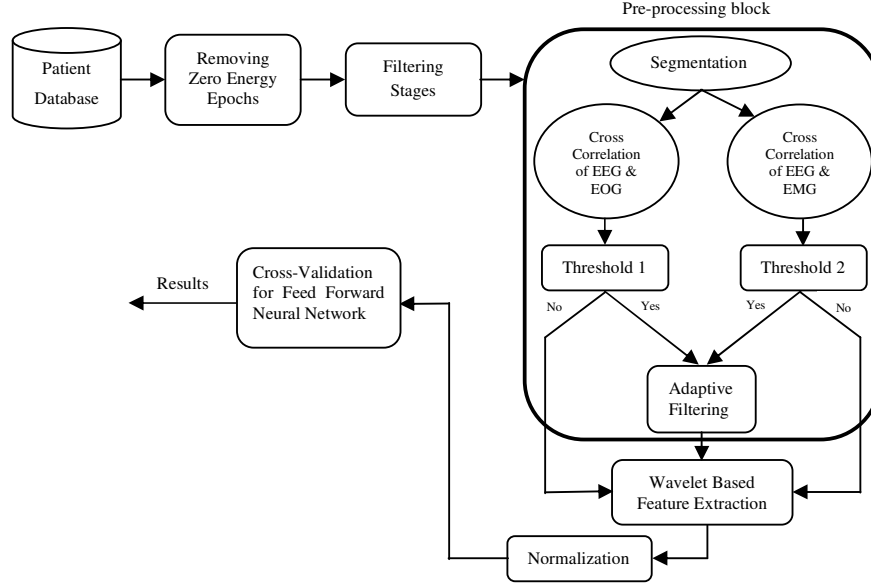 Pre-processing block
Patient
Database
Removing
Zero Energy
Epochs
Filtering
Stages
Segmentation
Cross
Correlation
of EEG &
EOG
Cross
Correlation
of EEG &
EMG
Threshold 1
Threshold 2
No
Yes
Yes
No
Adaptive
Filtering
Wavelet Based
Feature Extraction
Normalization
Cross-Validation
for Feed Forward
Neural Network
Results